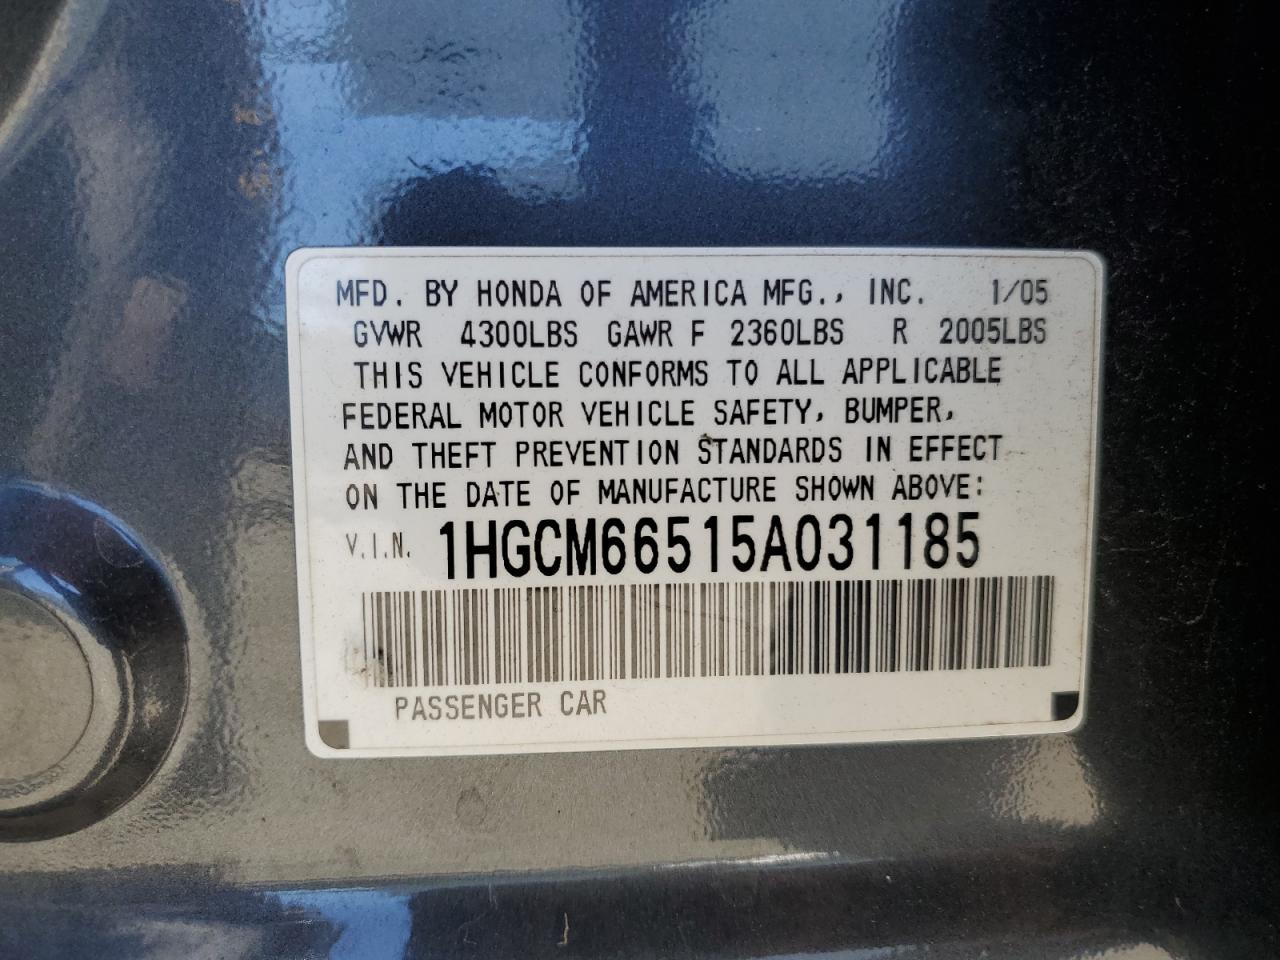 MFD. BY HONDA OF AMERICA MFG., INC. 1/05
GVWR 4300LBS GAWR F 2360LBS R 2005LBS
THIS VEHICLE CONFORMS TO ALL APPLICABLE
FEDERAL MOTOR VEHICLE SAFETY, BUMPER,
AND THEFT PREVENTION STANDARDS IN EFFECT
ON THE DATE OF MANUFACTURE SHOWN ABOVE:
V.I.N. 1HGCM66515A031185
PASSENGER CAR